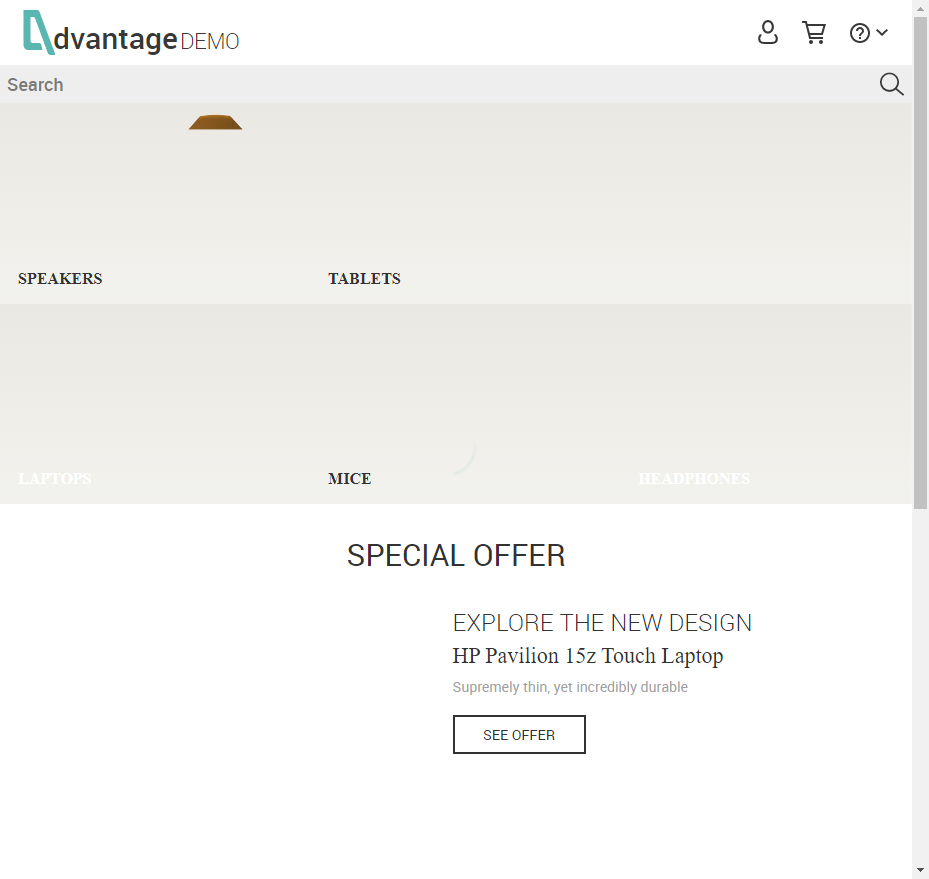 dvantage DEMO
Search
SPEAKERS
TABLETS
LAPTOPS
MICE
HEADPHONES
SPECIAL OFFER
EXPLORE THE NEW DESIGN
HP Pavilion 15z Touch Laptop
Supremely thin, yet incredibly durable
SEE OFFER